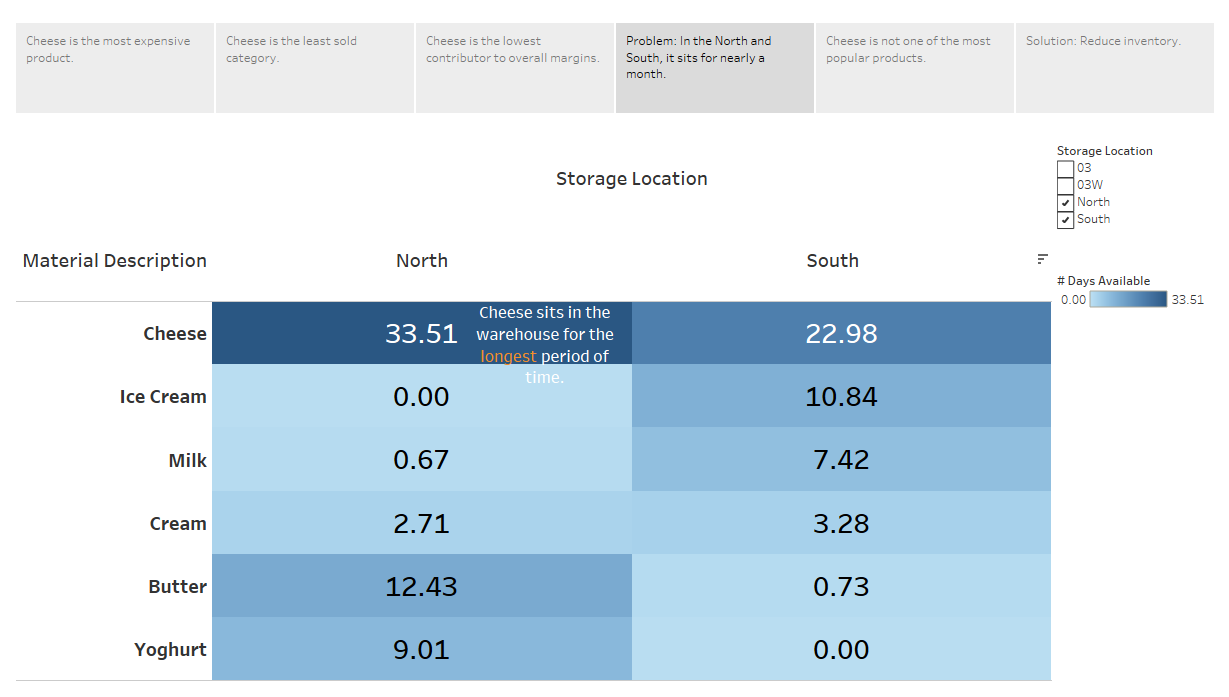 Cheese is the most expensive
product.
Cheese is the least sold
category.
Cheese is the lowest
contributor to overall margins.
Problem: In the North and
South, it sits for nearly a
month.
Cheese is not one of the most
popular products.
Solution: Reduce inventory.
Storage Location
03
03W
North
South
# Days Available
0.00 33.51
Storage Location
Material Description North South
Cheese 33.51 22.98
Cheese sits in the
warehouse for the
longest period of
time.
Ice Cream 0.00 10.84
Milk 0.67 7.42
Cream 2.71 3.28
Butter 12.43 0.73
Yoghurt 9.01 0.00